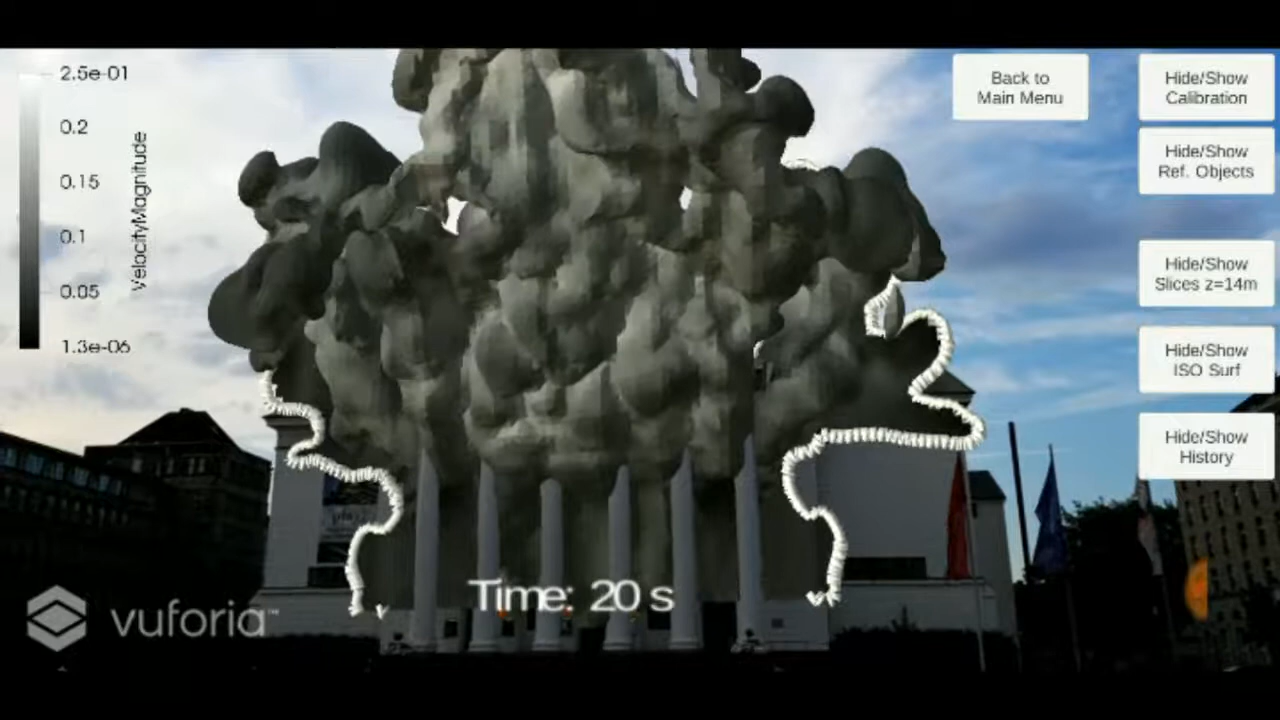 2.5e-01
0.2
0.15
0.1
0.05
1.3e-06
VelocityMagnitude
Back to
Main Menu
Hide/Show
Calibration
Hide/Show
Ref. Objects
Hide/Show
Slices z=14m
Hide/Show
ISO Surf
Hide/Show
History
Time: 20 s
vuforia™